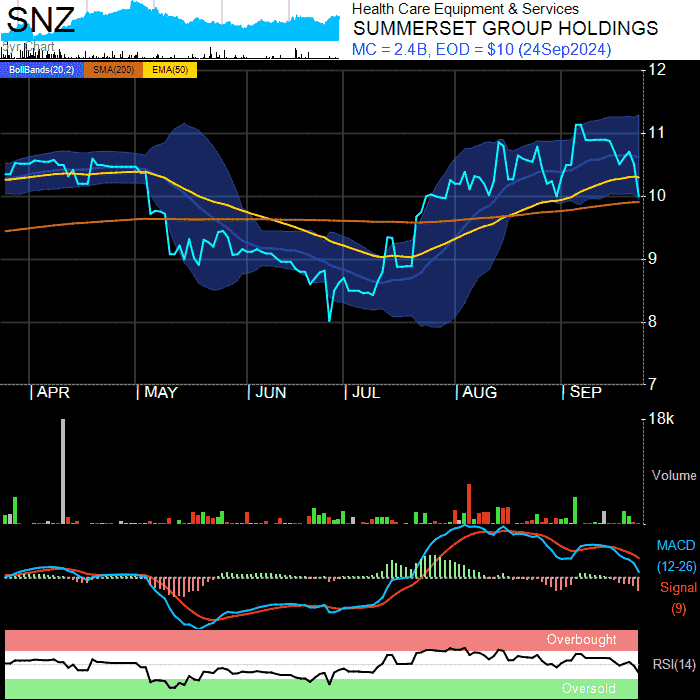 SNZ
Health Care Equipment & Services
SUMMERSET GROUP HOLDINGS
MC = 2.4B, EOD = $10 (24Sep2024)
5yr Chart
BollBands(20,2) SMA(200) EMA(50)
12
11
10
9
8
7
APR MAY JUN JUL AUG SEP
18k
Volume
MACD
(12-26)
Signal
(9)
Overbought
RSI(14)
Oversold